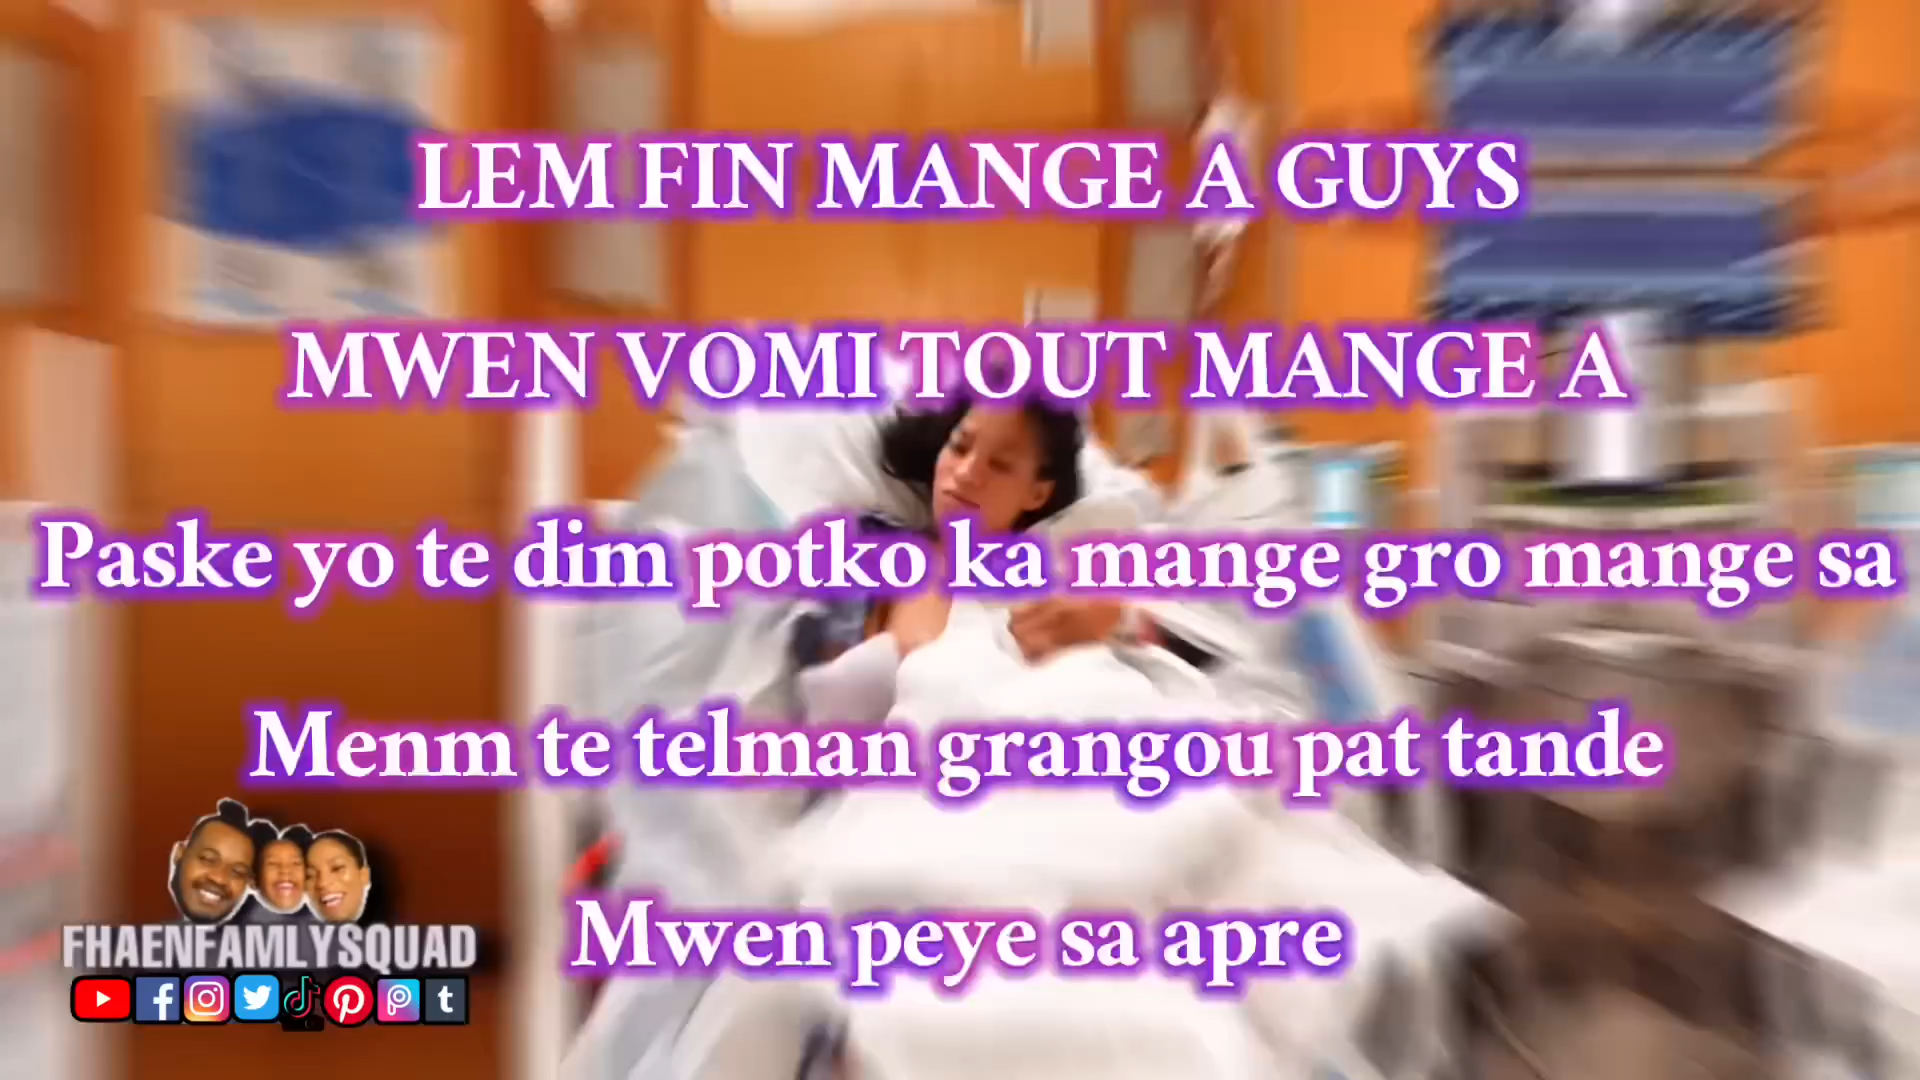 LEM FIN MANGE A GUYS
MWEN VOMI TOUT MANGE A
Paske yo te dim potko ka mange gro mange sa
Menm te telman grangou pat tande
Mwen peye sa apre
FHAENFAMLYSQUAD